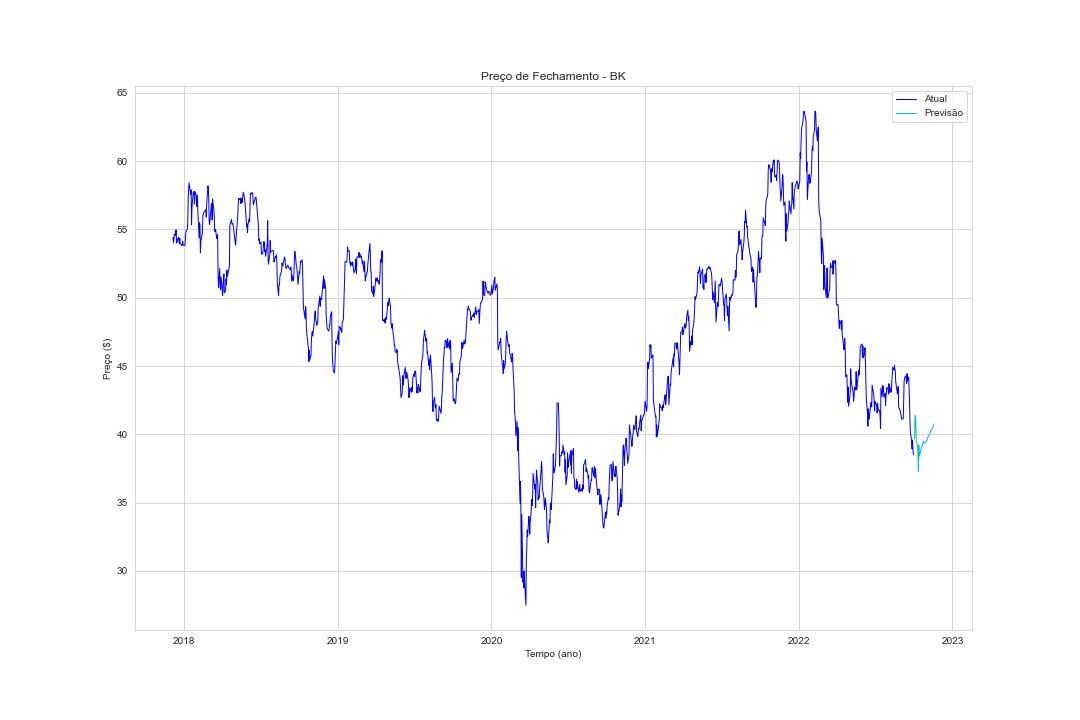 Preço de Fechamento - BK
Atual
Previsão
Preço ($)
65
60
55
50
45
40
35
30
2018 2019 2020 2021 2022 2023
Tempo (ano)